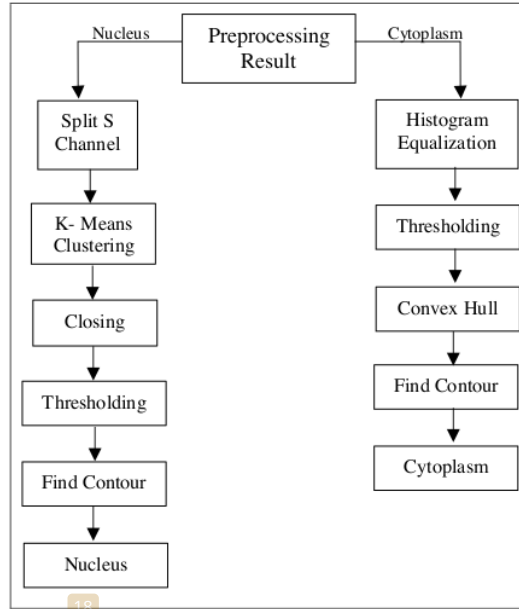 Nucleus
Preprocessing
Result
Cytoplasm
Split S
Channel
K- Means
Clustering
Closing
Thresholding
Find Contour
Nucleus
Histogram
Equalization
Thresholding
Convex Hull
Find Contour
Cytoplasm
18